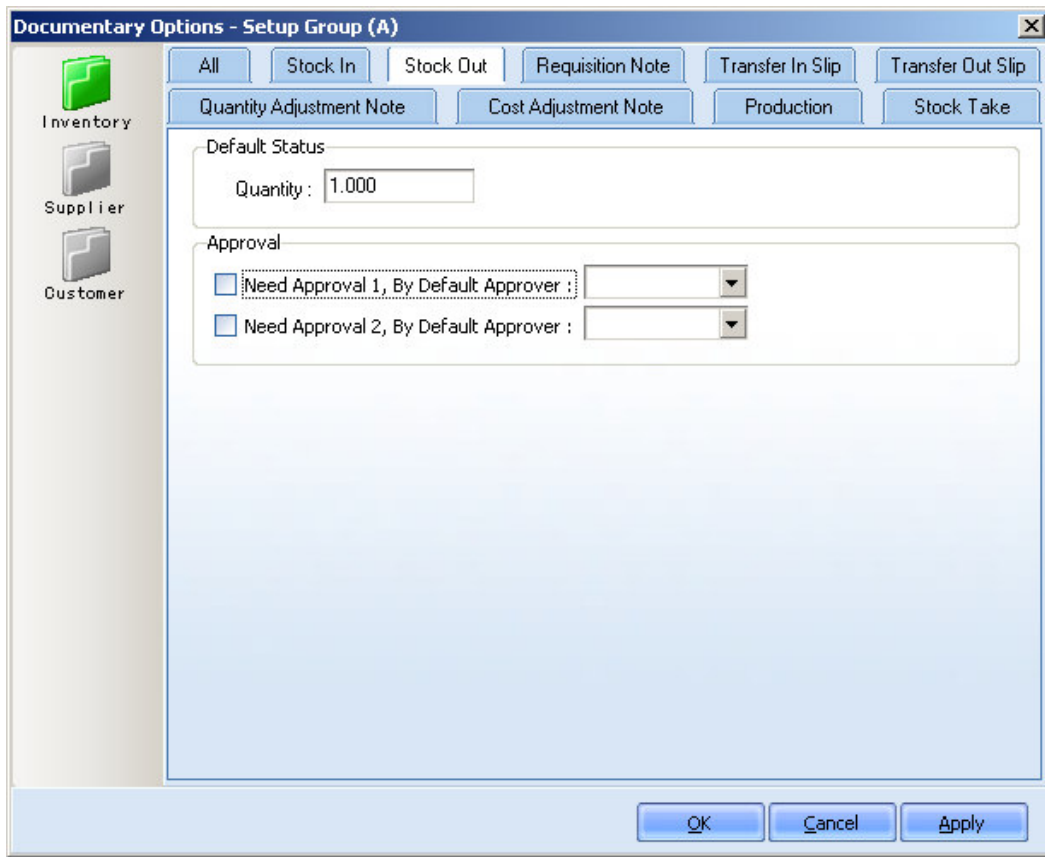 Documentary Options - Setup Group (A)
Inventory
Supplier
Customer
All Stock In Stock Out Requisition Note Transfer In Slip Transfer Out Slip
Quantity Adjustment Note Cost Adjustment Note Production Stock Take
Default Status
Quantity : 1.000
Approval
Need Approval 1, By Default Approver :
Need Approval 2, By Default Approver :
OK Cancel Apply